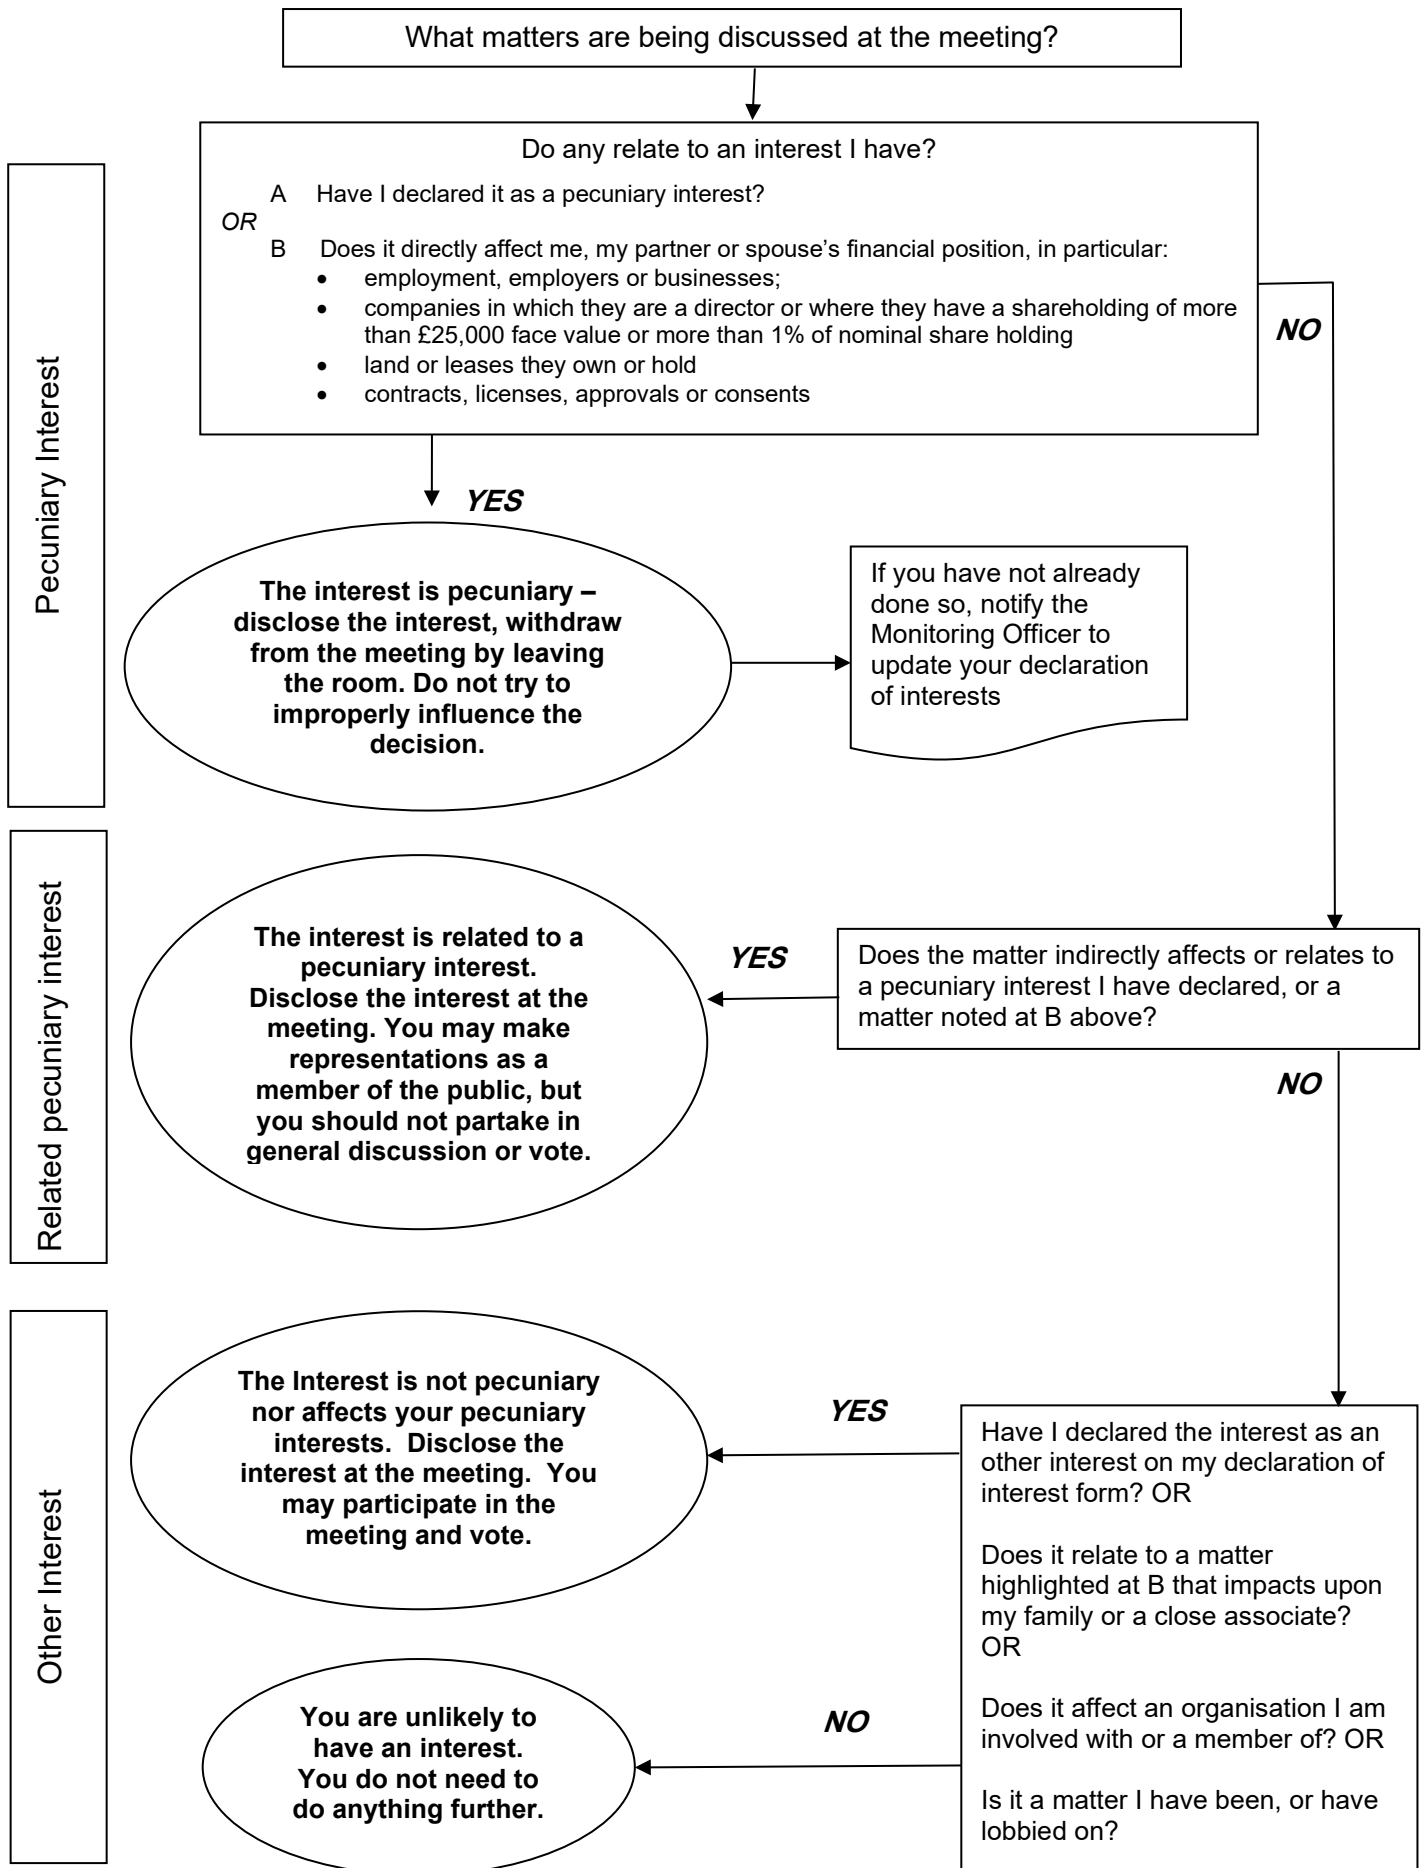 What matters are being discussed at the meeting?
Do any relate to an interest I have?
A Have I declared it as a pecuniary interest?
OR
B Does it directly affect me, my partner or spouse’s financial position, in particular:
• employment, employers or businesses;
• companies in which they are a director or where they have a shareholding of more
than £25,000 face value or more than 1% of nominal share holding
• land or leases they own or hold
• contracts, licenses, approvals or consents
NO
Pecuniary Interest
YES
The interest is pecuniary –
disclose the interest, withdraw
from the meeting by leaving
the room. Do not try to
improperly influence the
decision.
If you have not already
done so, notify the
Monitoring Officer to
update your declaration
of interests
Related pecuniary interest
The interest is related to a
pecuniary interest.
Disclose the interest at the
meeting. You may make
representations as a
member of the public, but
you should not partake in
general discussion or vote.
YES
Does the matter indirectly affects or relates to
a pecuniary interest I have declared, or a
matter noted at B above?
NO
Other Interest
The Interest is not pecuniary
nor affects your pecuniary
interests. Disclose the
interest at the meeting. You
may participate in the
meeting and vote.
YES
Have I declared the interest as an
other interest on my declaration of
interest form? OR
Does it relate to a matter
highlighted at B that impacts upon
my family or a close associate?
OR
Does it affect an organisation I am
involved with or a member of? OR
Is it a matter I have been, or have
lobbied on?
NO
You are unlikely to
have an interest.
You do not need to
do anything further.